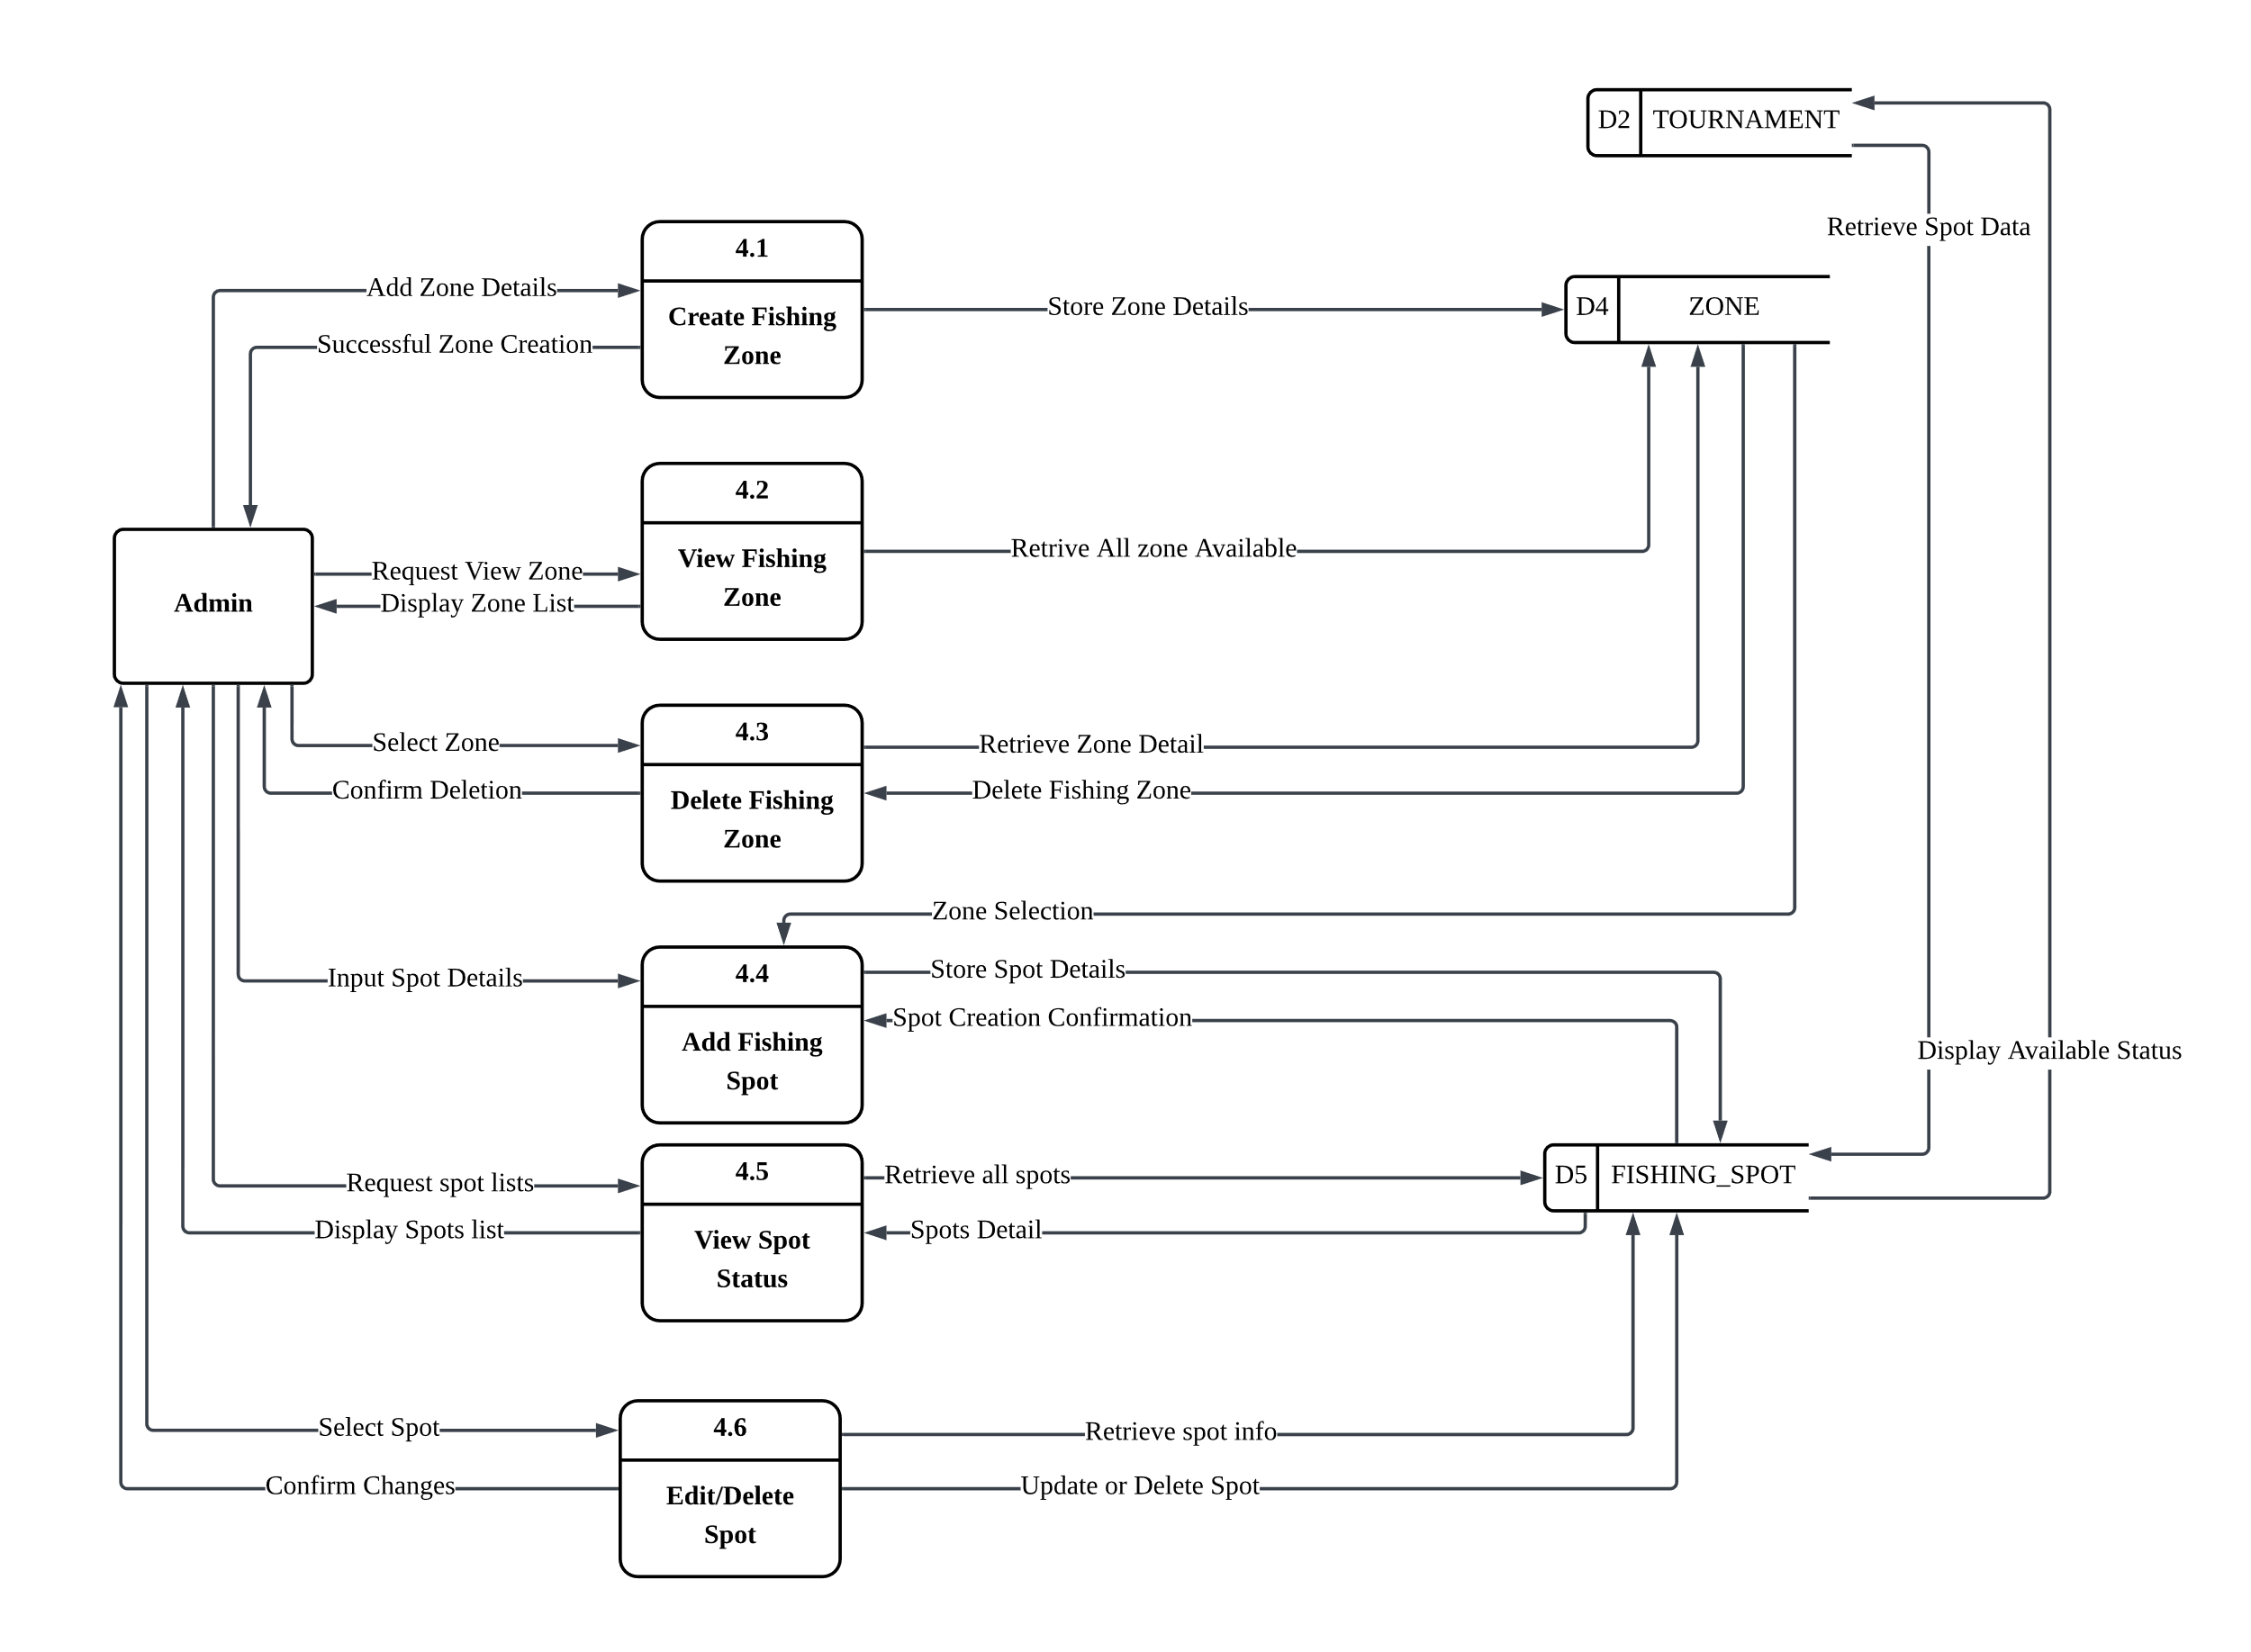 D2
TOURNAMENT
Retrieve Spot Data
4.1
Add Zone Details
Create Fishing
Zone
Store Zone Details
D4
ZONE
Successful Zone Creation
4.2
View Fishing
Zone
Retrive All zone Available
Admin
Request View Zone
Display Zone List
4.3
Delete Fishing
Zone
Select Zone
Retrieve Zone Detail
Confirm Deletion
Delete Fishing Zone
Zone Selection
4.4
Add Fishing
Spot
Input Spot Details
Store Spot Details
Spot Creation Confirmation
Display Available Status
4.5
View Spot
Status
Request spot lists
Retrieve all spots
D5
FISHING_SPOT
Display Spots list
Spots Detail
4.6
Edit/Delete
Spot
Select Spot
Retrieve spot info
Confirm Changes
Update or Delete Spot